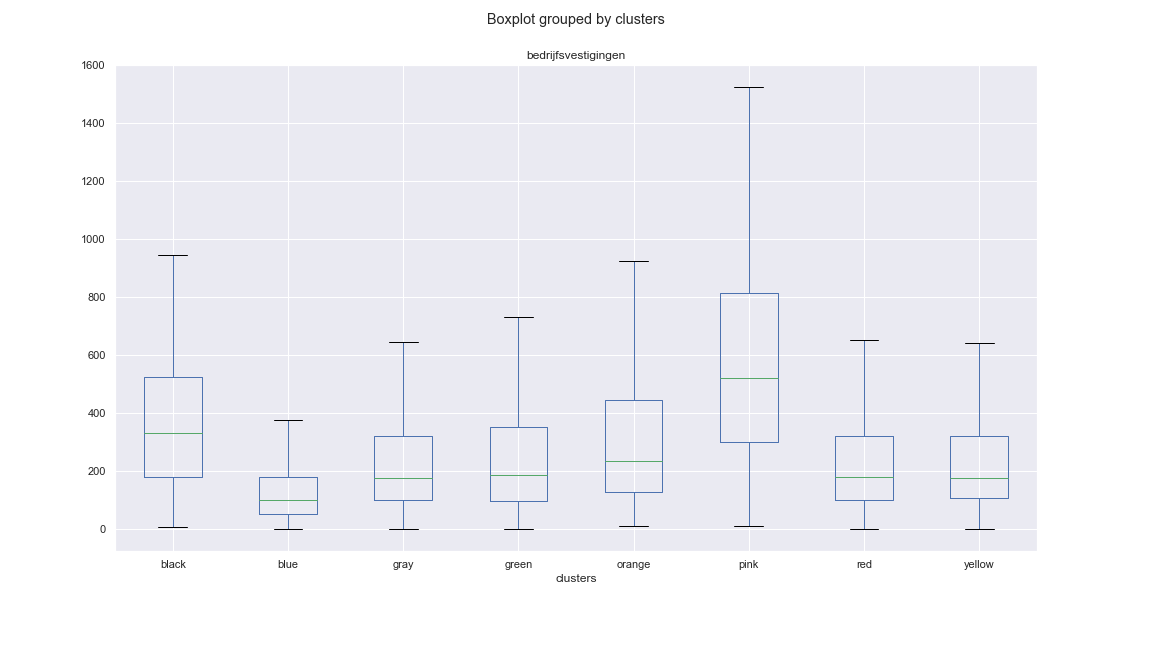 Boxplot grouped by clusters
bedrijfsvestigingen
1600
1400
1200
1000
800
600
400
200
0
black blue gray green orange pink red yellow
clusters